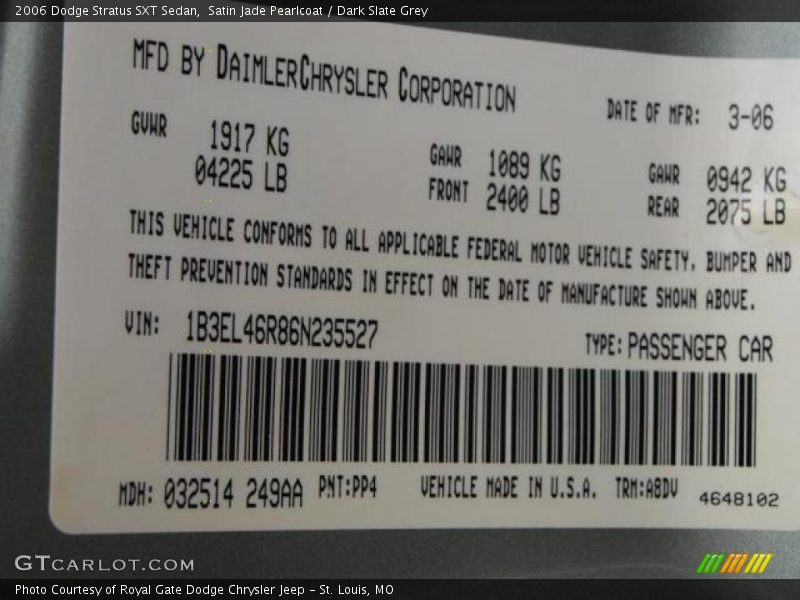 2006 Dodge Stratus SXT Sedan,  Satin Jade Pearlcoat / Dark Slate Grey
MFD BY DAIMLERCHRYSLER CORPORATION
DATE OF MFR: 3-06
GVWR 1917 KG
04225 LB
GAWR 1089 KG
FRONT 2400 LB
GAWR 0942 KG
REAR 2075 LB
THIS VEHICLE CONFORMS TO ALL APPLICABLE FEDERAL MOTOR VEHICLE SAFETY, BUMPER AND
THEFT PREVENTION STANDARDS IN EFFECT ON THE DATE OF MANUFACTURE SHOWN ABOVE.
VIN: 1B3EL46R86N235527
TYPE: PASSENGER CAR
MDH: 032514 249AA PNT:PP4 VEHICLE MADE IN U.S.A. TRM:A8DV 4648102
GTCARLOT.COM
Photo Courtesy of Royal Gate Dodge Chrysler Jeep – St. Louis, MO